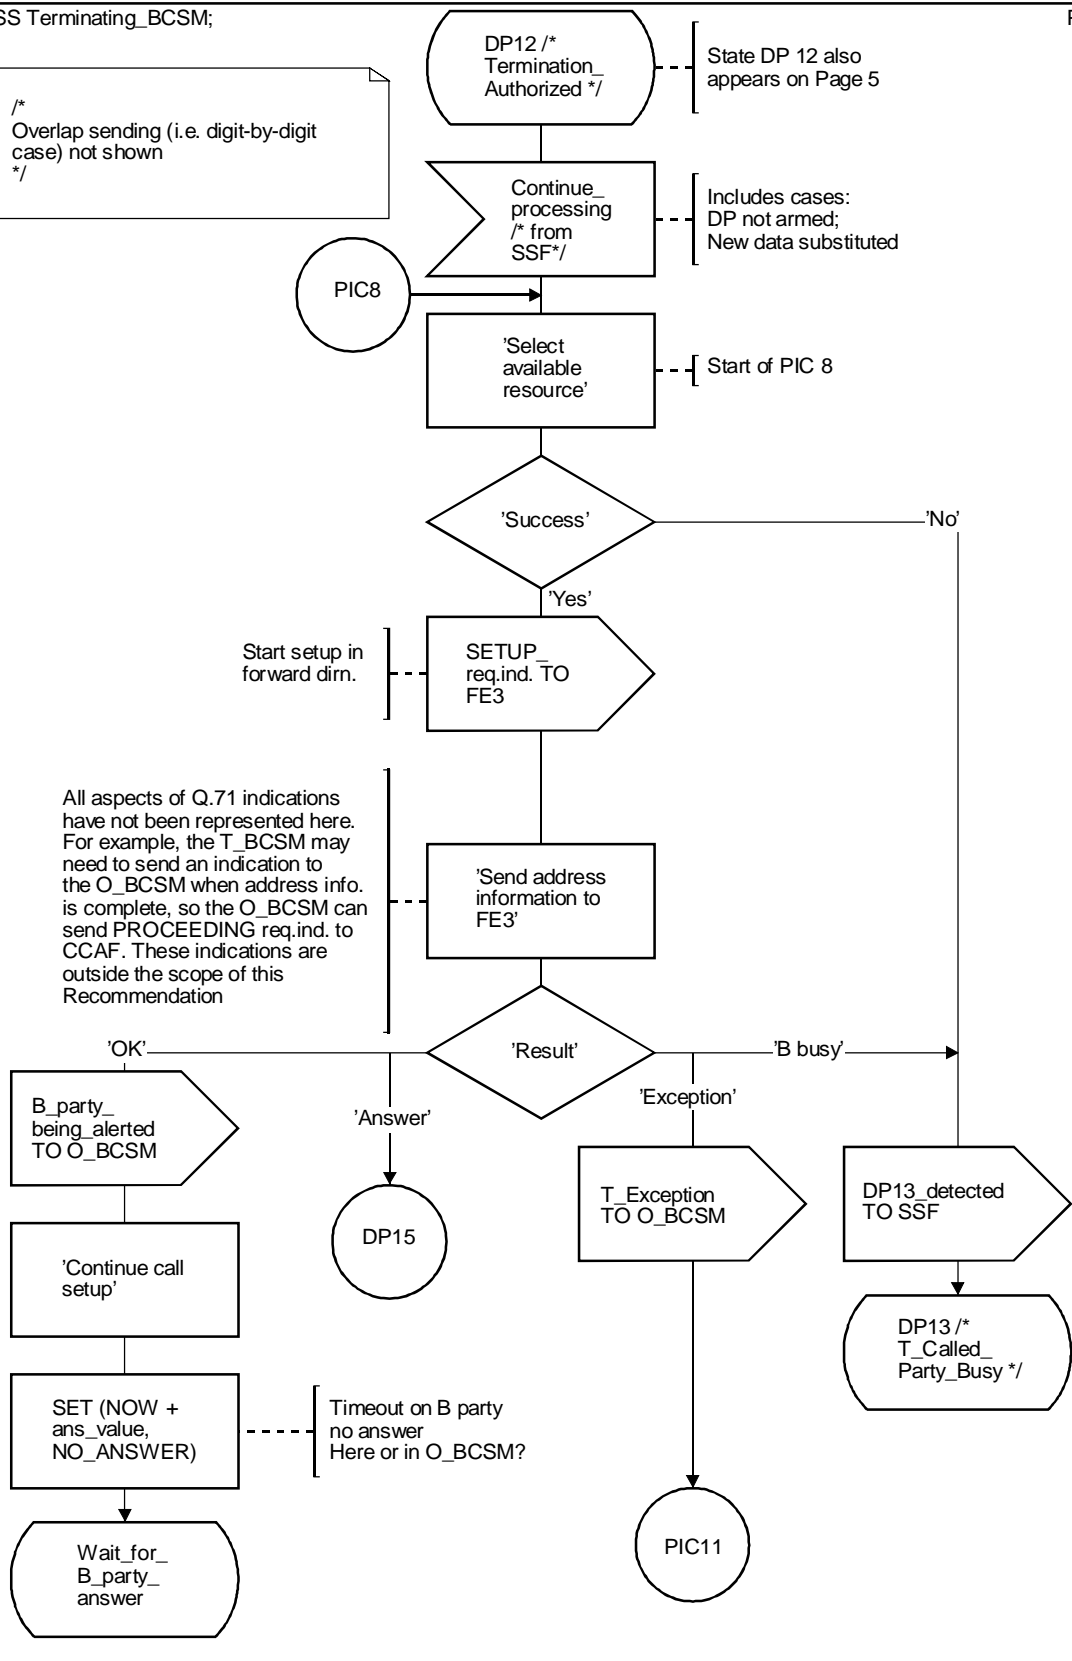 SS Terminating_BCSM;
DP12 /*
Termination_
Authorized */
State DP 12 also
appears on Page 5
/*
Overlap sending (i.e. digit-by-digit
case) not shown
*/
Continue_
processing
/* from
SSF*/
Includes cases:
DP not armed;
New data substituted
PIC8
'Select
available
resource'
Start of PIC 8
'Success'
'No'
'Yes'
Start setup in
forward dirn.
SETUP_
req.ind. TO
FE3
All aspects of Q.71 indications
have not been represented here.
For example, the T_BCSM may
need to send an indication to
the O_BCSM when address info.
is complete, so the O_BCSM can
send PROCEEDING req.ind. to
CCAF. These indications are
outside the scope of this
Recommendation
'Send address
information to
FE3'
'OK'
'Result'
'B busy'
'Answer'
'Exception'
B_party_
being_alerted
TO O_BCSM
DP15
T_Exception
TO O_BCSM
DP13_detected
TO SSF
'Continue call
setup'
DP13 /*
T_Called_
Party_Busy */
SET (NOW +
ans_value,
NO_ANSWER)
Timeout on B party
no answer
Here or in O_BCSM?
Wait_for_
B_party_
answer
PIC11